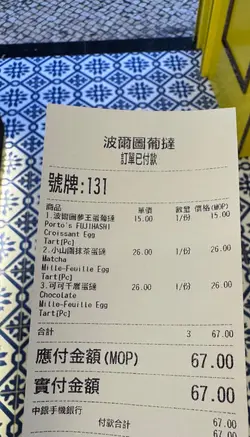 波爾圖葡撻
訂單已付款
號牌:131
商品 單價 數量 價格(MOP)
1.波爾圖夢王蛋葡撻 15.00 1/份 15.00
Porto's FUJIHASHI
Croissant Egg
Tart[Pc]
2.小山園抹茶蛋撻 26.00 1/份 26.00
Matcha
Mille-Feuille Egg
Tart[Pc]
3.可可千層蛋撻 26.00 1/份 26.00
Chocolate
Mille-Feuille Egg
Tart[Pc]
合計 3 67.00
應付金額(MOP) 67.00
實付金額 67.00
中銀手機銀行 67.00
付款合計 67.00